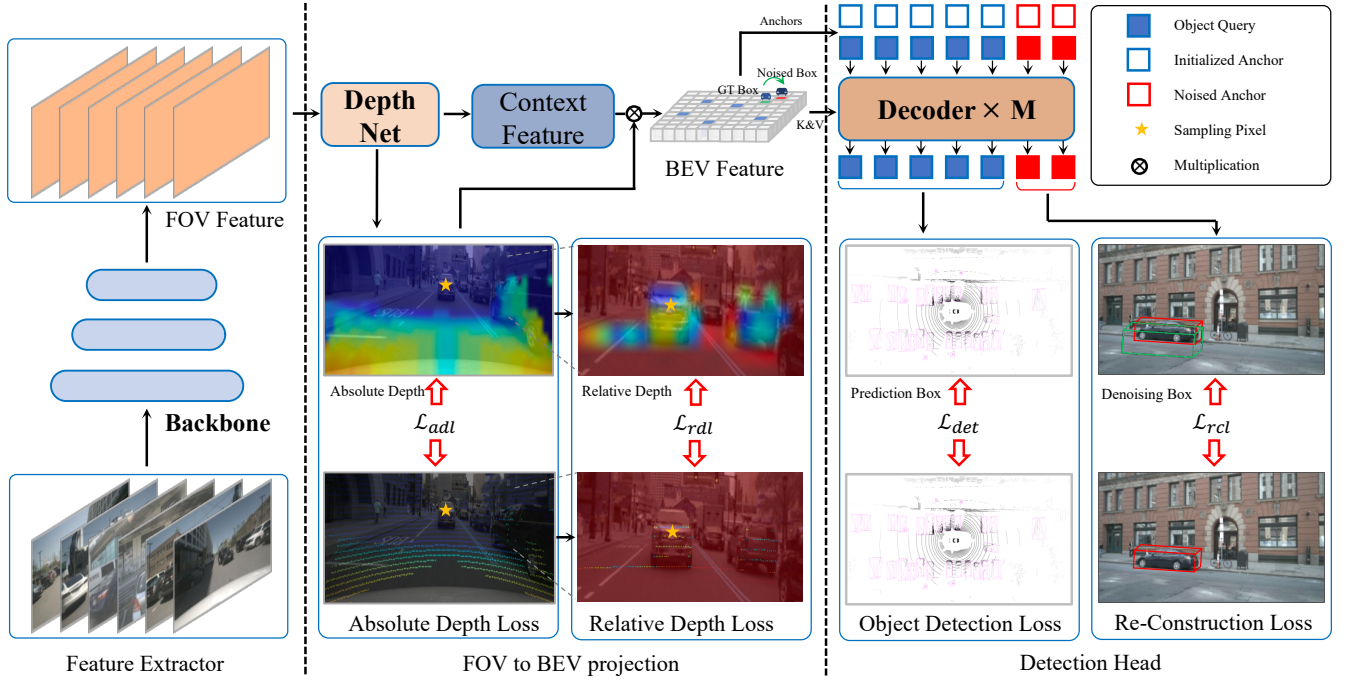 FOV Feature
Backbone
Feature Extractor
Depth
Net
Context
Feature
Anchors
Noised Box
GT Box
K&V
BEV Feature
Absolute Depth
ℒadl
Absolute Depth Loss
Relative Depth
ℒrdl
Relative Depth Loss
FOV to BEV projection
Decoder × M
Object Query
Initialized Anchor
Noised Anchor
Sampling Pixel
Multiplication
Prediction Box
ℒdet
Object Detection Loss
Denoising Box
ℒrcl
Re-Construction Loss
Detection Head